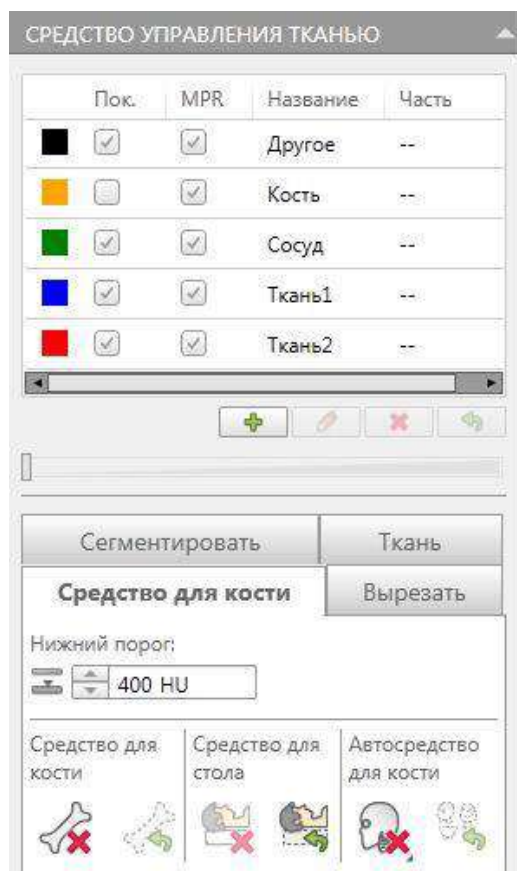 СРЕДСТВО УПРАВЛЕНИЯ ТКАНЬЮ
Пок. MPR Название Часть
Другое --
Кость --
Сосуд --
Ткань1 --
Ткань2 --
Сегментировать Ткань
Средство для кости Вырезать
Нижний порог:
400 HU
Средство для Средство для Автосредство
кости стола для кости